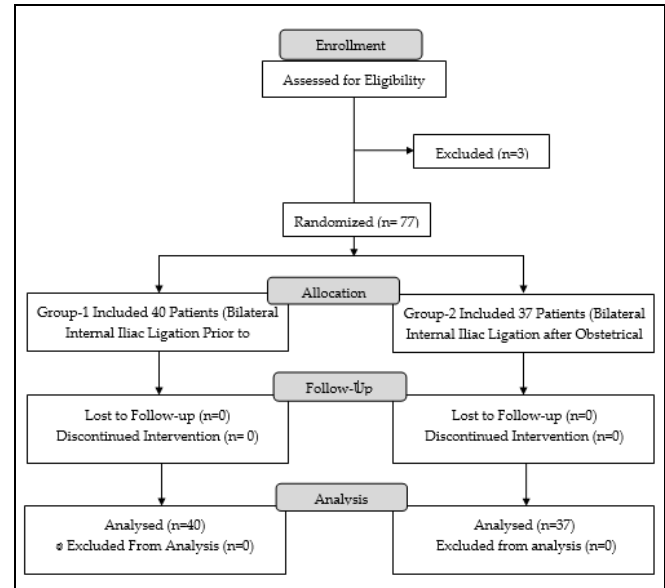 Enrollment
Assessed for Eligibility
Excluded (n=3)
Randomized (n= 77)
Allocation
Group-1 Included 40 Patients (Bilateral
Internal Iliac Ligation Prior to
Group-2 Included 37 Patients (Bilateral
Internal Iliac Ligation after Obstetrical
Follow-Up
Lost to Follow-up (n=0)
Discontinued Intervention (n= 0)
Lost to Follow-up (n=0)
Discontinued Intervention (n=0)
Analysis
Analysed (n=40)
Excluded From Analysis (n=0)
Analysed (n=37)
Excluded from analysis (n=0)